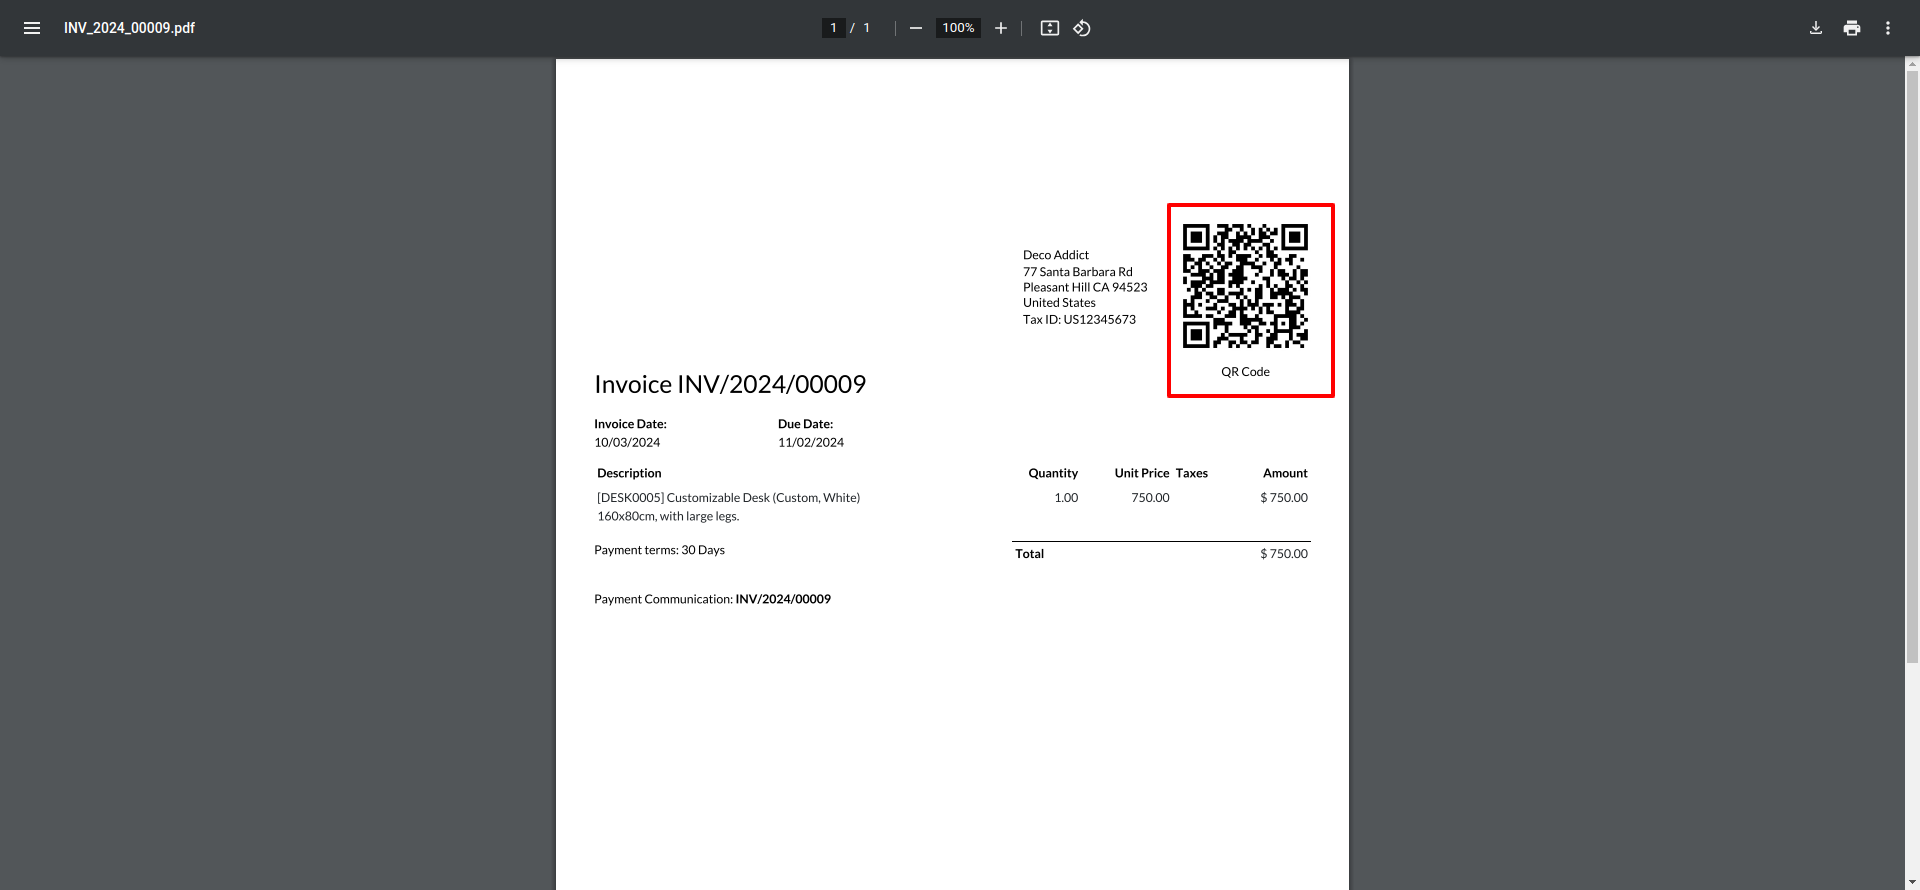 INV_2024_00009.pdf
1 / 1
100%
Deco Addict
77 Santa Barbara Rd
Pleasant Hill CA 94523
United States
Tax ID: US12345673
QR Code
Invoice INV/2024/00009
Invoice Date: Due Date:
10/03/2024 11/02/2024
Description Quantity Unit Price Taxes Amount
[DESK0005] Customizable Desk (Custom, White) 1.00 750.00 $ 750.00
160x80cm, with large legs.
Payment terms: 30 Days
Total $ 750.00
Payment Communication: INV/2024/00009